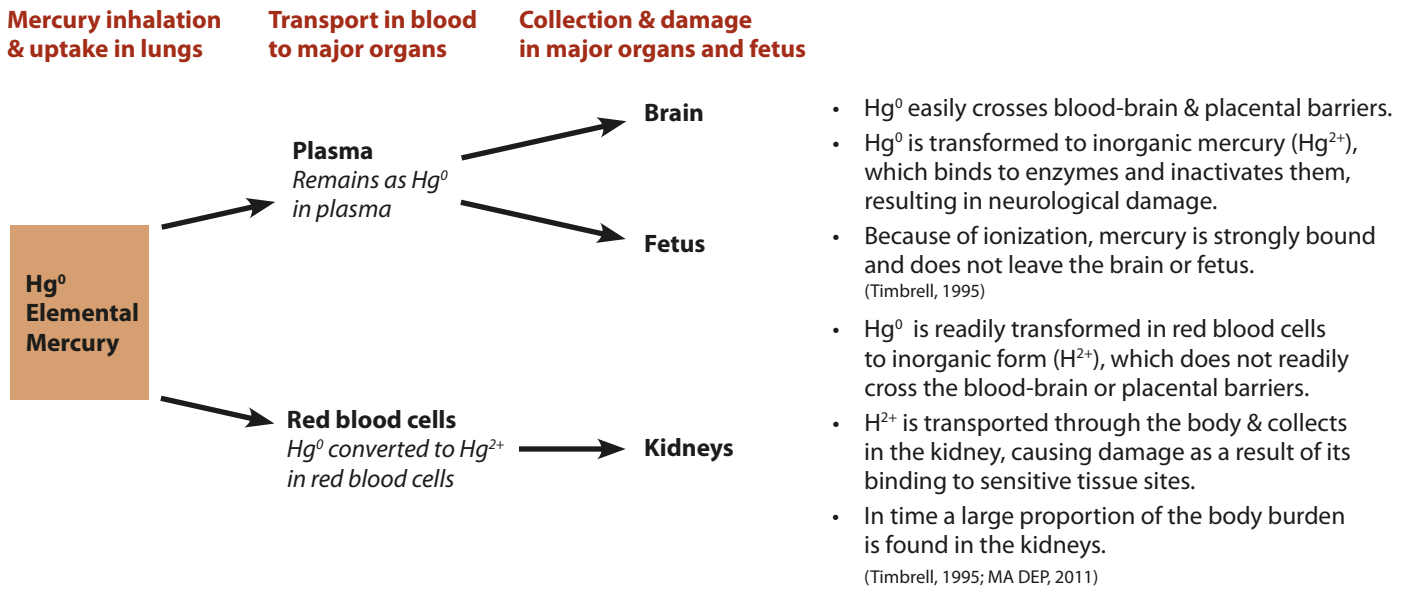 Mercury inhalation
& uptake in lungs
Transport in blood
to major organs
Collection & damage
in major organs and fetus
Hg⁰
Elemental
Mercury
Plasma
Remains as Hg⁰
in plasma
Red blood cells
Hg⁰ converted to Hg²⁺
in red blood cells
Brain
Fetus
Kidneys
• Hg⁰ easily crosses blood-brain & placental barriers.
• Hg⁰ is transformed to inorganic mercury (Hg²⁺),
which binds to enzymes and inactivates them,
resulting in neurological damage.
• Because of ionization, mercury is strongly bound
and does not leave the brain or fetus.
(Timbrell, 1995)
• Hg⁰ is readily transformed in red blood cells
to inorganic form (H²⁺), which does not readily
cross the blood-brain or placental barriers.
• H²⁺ is transported through the body & collects
in the kidney, causing damage as a result of its
binding to sensitive tissue sites.
• In time a large proportion of the body burden
is found in the kidneys.
(Timbrell, 1995; MA DEP, 2011)